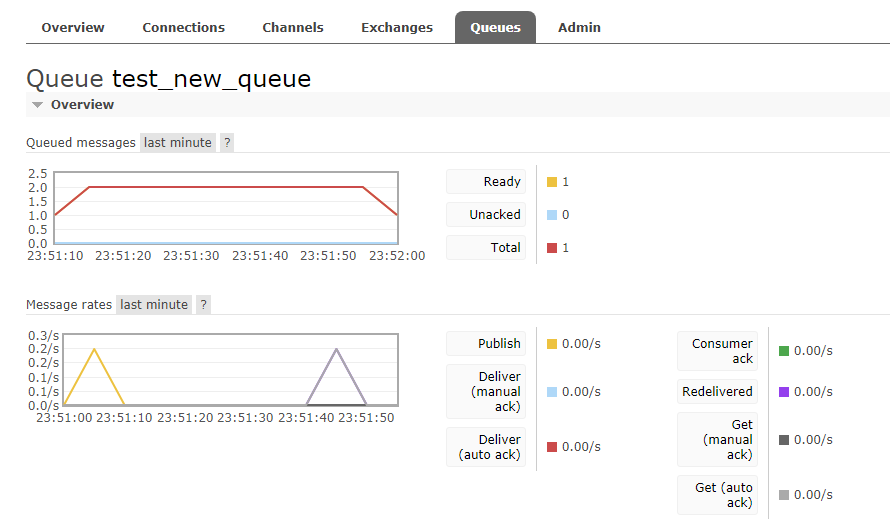 Overview Connections Channels Exchanges Queues Admin
Queue test_new_queue
Overview
Queued messages last minute ?
2.5
2.0
1.5
1.0
0.5
0.0
23:51:10 23:51:20 23:51:30 23:51:40 23:51:50 23:52:00
Ready 1
Unacked 0
Total 1
Message rates last minute ?
0.3/s
0.2/s
0.2/s
0.1/s
0.1/s
0.0/s
23:51:00 23:51:10 23:51:20 23:51:30 23:51:40 23:51:50
Publish 0.00/s
Deliver
(manual
ack) 0.00/s
Deliver
(auto ack) 0.00/s
Consumer
ack 0.00/s
Redelivered 0.00/s
Get
(manual
ack) 0.00/s
Get (auto
ack) 0.00/s